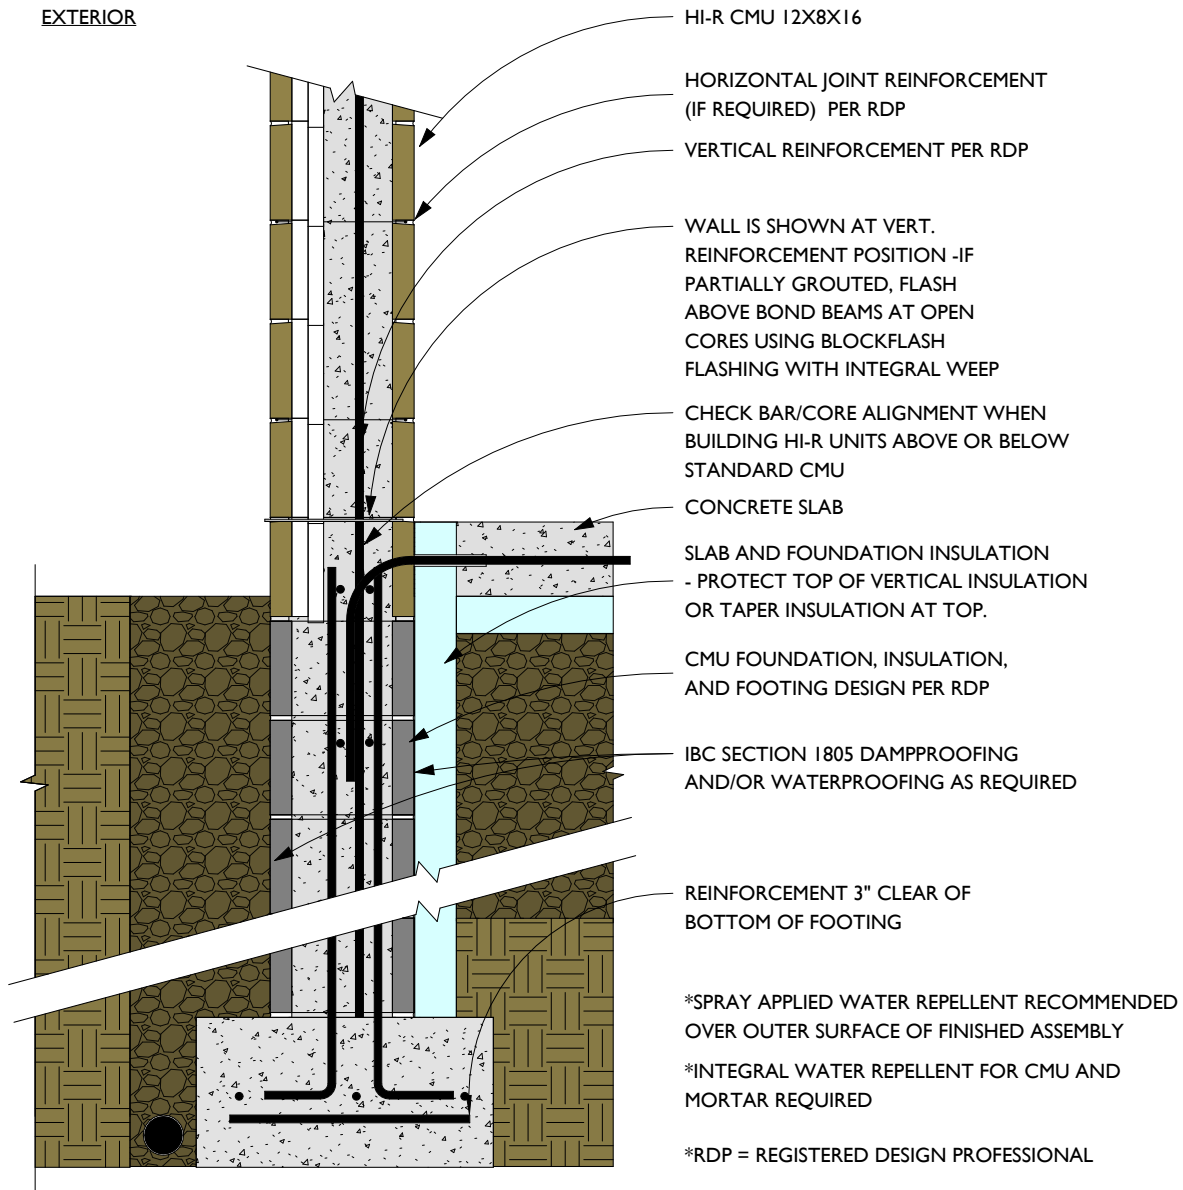 EXTERIOR
HI-R CMU 12X8X16
HORIZONTAL JOINT REINFORCEMENT
(IF REQUIRED) PER RDP
VERTICAL REINFORCEMENT PER RDP
WALL IS SHOWN AT VERT.
REINFORCEMENT POSITION -IF
PARTIALLY GROUTED, FLASH
ABOVE BOND BEAMS AT OPEN
CORES USING BLOCKFLASH
FLASHING WITH INTEGRAL WEEP
CHECK BAR/CORE ALIGNMENT WHEN
BUILDING HI-R UNITS ABOVE OR BELOW
STANDARD CMU
CONCRETE SLAB
SLAB AND FOUNDATION INSULATION
- PROTECT TOP OF VERTICAL INSULATION
OR TAPER INSULATION AT TOP.
CMU FOUNDATION, INSULATION,
AND FOOTING DESIGN PER RDP
IBC SECTION 1805 DAMPPROOFING
AND/OR WATERPROOFING AS REQUIRED
REINFORCEMENT 3" CLEAR OF
BOTTOM OF FOOTING
*SPRAY APPLIED WATER REPELLENT RECOMMENDED
OVER OUTER SURFACE OF FINISHED ASSEMBLY
*INTEGRAL WATER REPELLENT FOR CMU AND
MORTAR REQUIRED
*RDP = REGISTERED DESIGN PROFESSIONAL